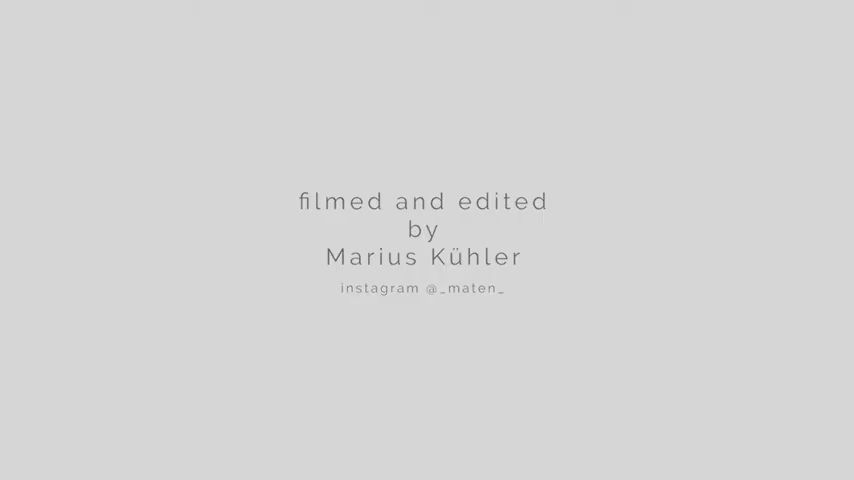 filmed and edited
by
Marius Kühler
instagram @_maten_